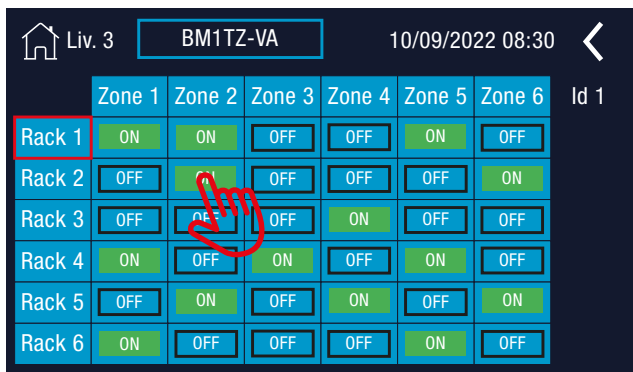 Liv. 3 BM1TZ-VA 10/09/2022 08:30
Zone 1 Zone 2 Zone 3 Zone 4 Zone 5 Zone 6 Id 1
Rack 1 ON ON OFF OFF ON OFF
Rack 2 OFF ON OFF OFF OFF ON
Rack 3 OFF OFF OFF ON OFF OFF
Rack 4 ON OFF ON OFF ON OFF
Rack 5 OFF ON OFF ON OFF ON
Rack 6 ON OFF OFF OFF ON OFF